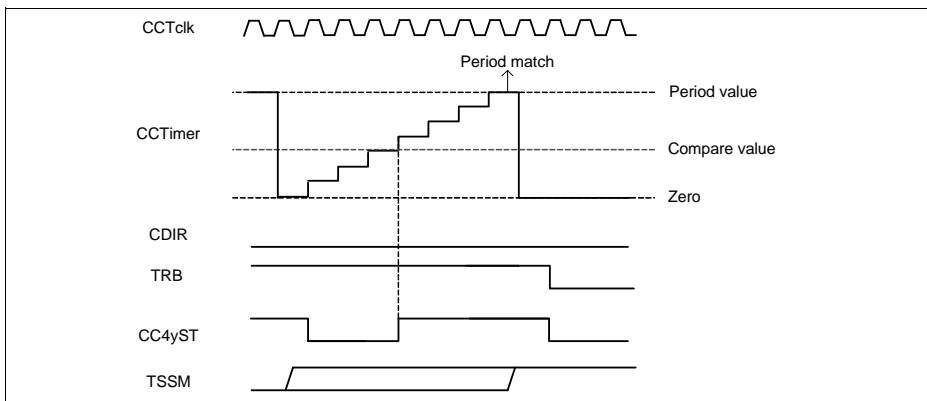 CCTclk
Period match
Period value
CCTimer
Compare value
Zero
CDIR
TRB
CC4yST
TSSM